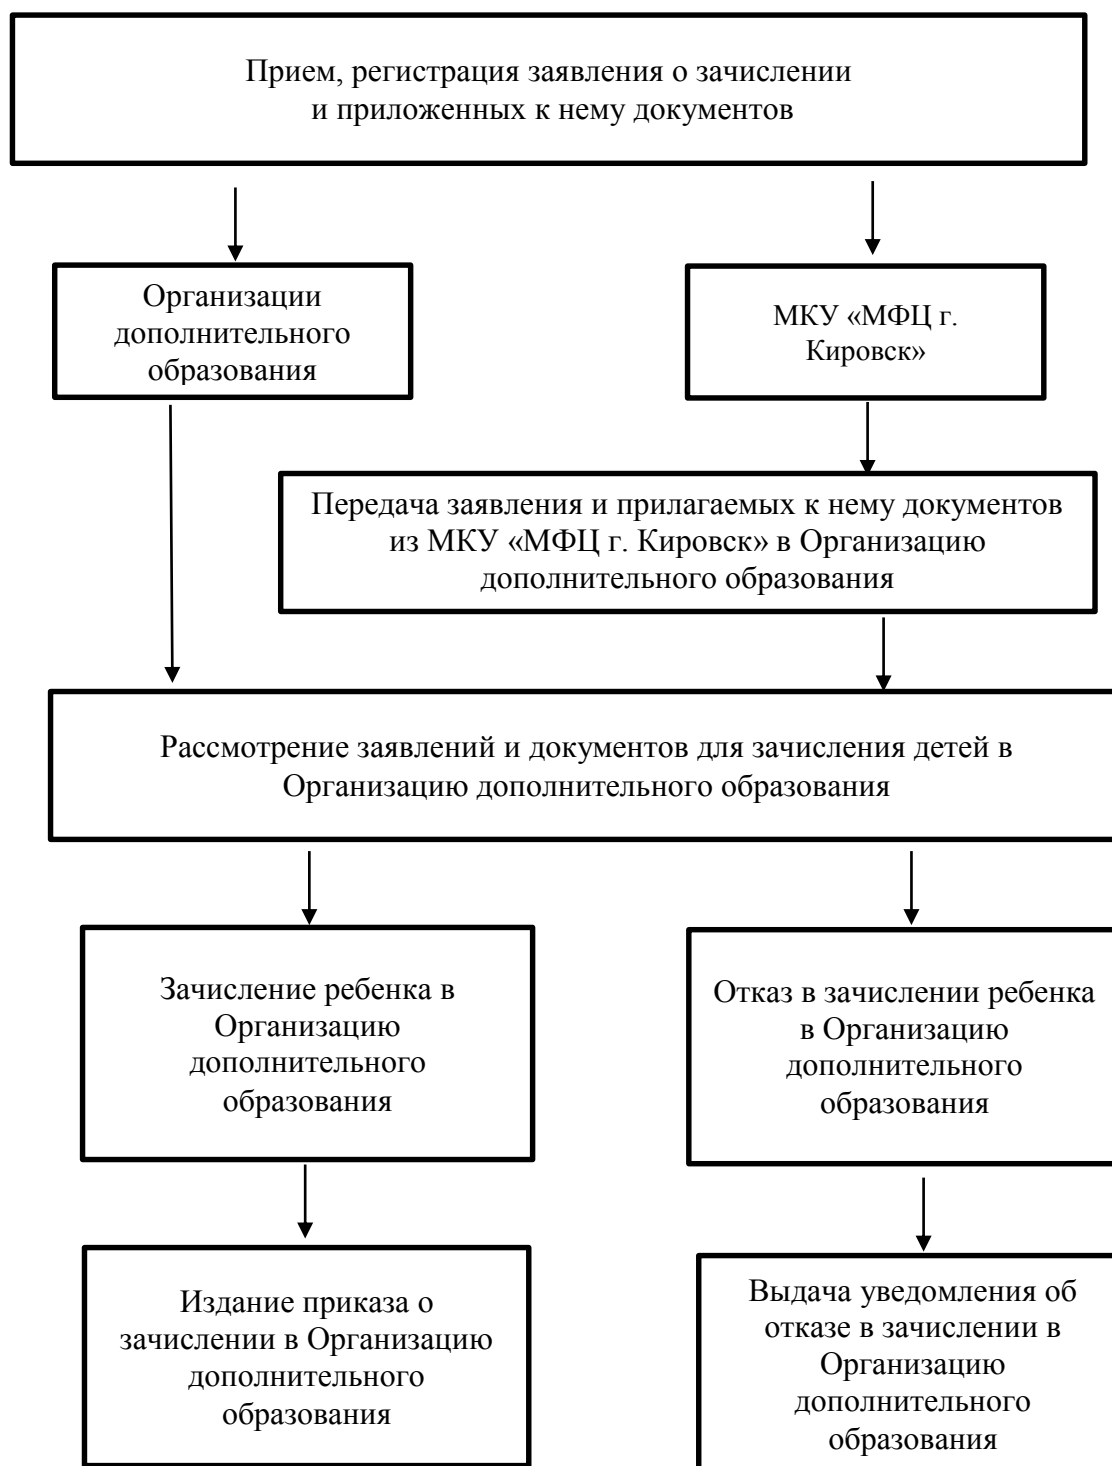 Прием, регистрация заявления о зачислении
и приложенных к нему документов
Организации
дополнительного
образования
МКУ «МФЦ г.
Кировск»
Передача заявления и прилагаемых к нему документов
из МКУ «МФЦ г. Кировск» в Организацию
дополнительного образования
Рассмотрение заявлений и документов для зачисления детей в
Организацию дополнительного образования
Зачисление ребенка в
Организацию
дополнительного
образования
Отказ в зачислении ребенка
в Организацию
дополнительного
образования
Издание приказа о
зачислении в Организацию
дополнительного
образования
Выдача уведомления об
отказе в зачислении в
Организацию
дополнительного
образования